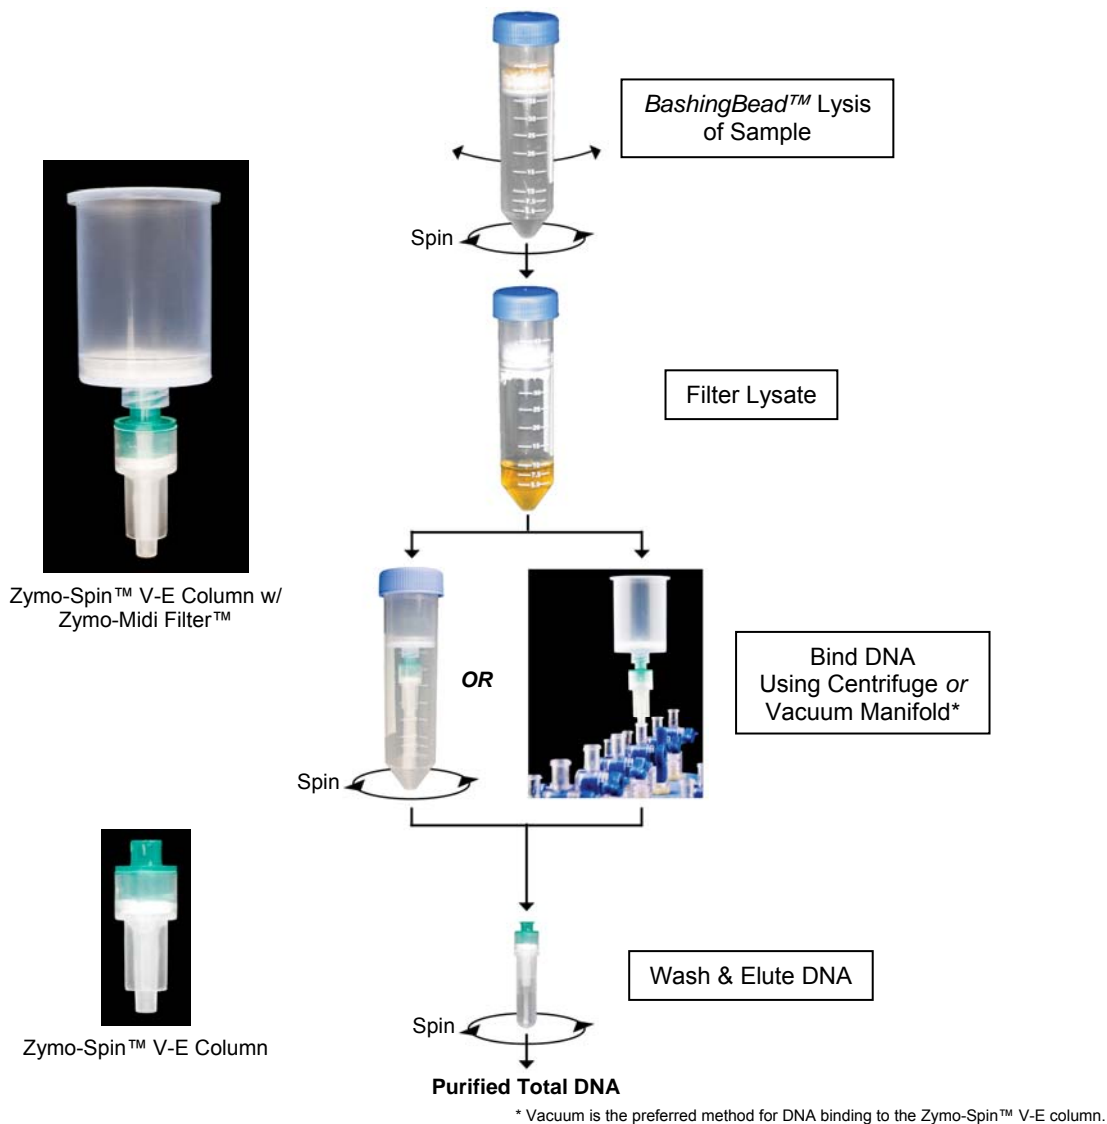 BashingBead™ Lysis
of Sample
Spin
Filter Lysate
Zymo-Spin™ V-E Column w/
Zymo-Midi Filter™
OR
Bind DNA
Using Centrifuge or
Vacuum Manifold*
Spin
Wash & Elute DNA
Spin
Zymo-Spin™ V-E Column
Purified Total DNA
* Vacuum is the preferred method for DNA binding to the Zymo-Spin™ V-E column.